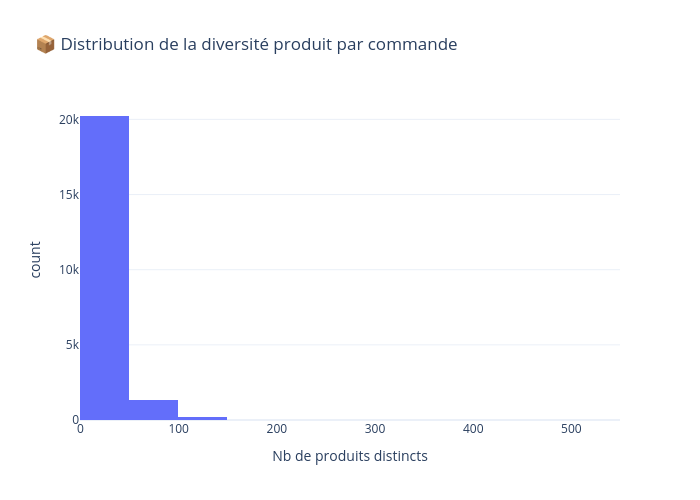 📦 Distribution de la diversité produit par commande
20k
15k
10k
5k
0
count
0 100 200 300 400 500
Nb de produits distincts